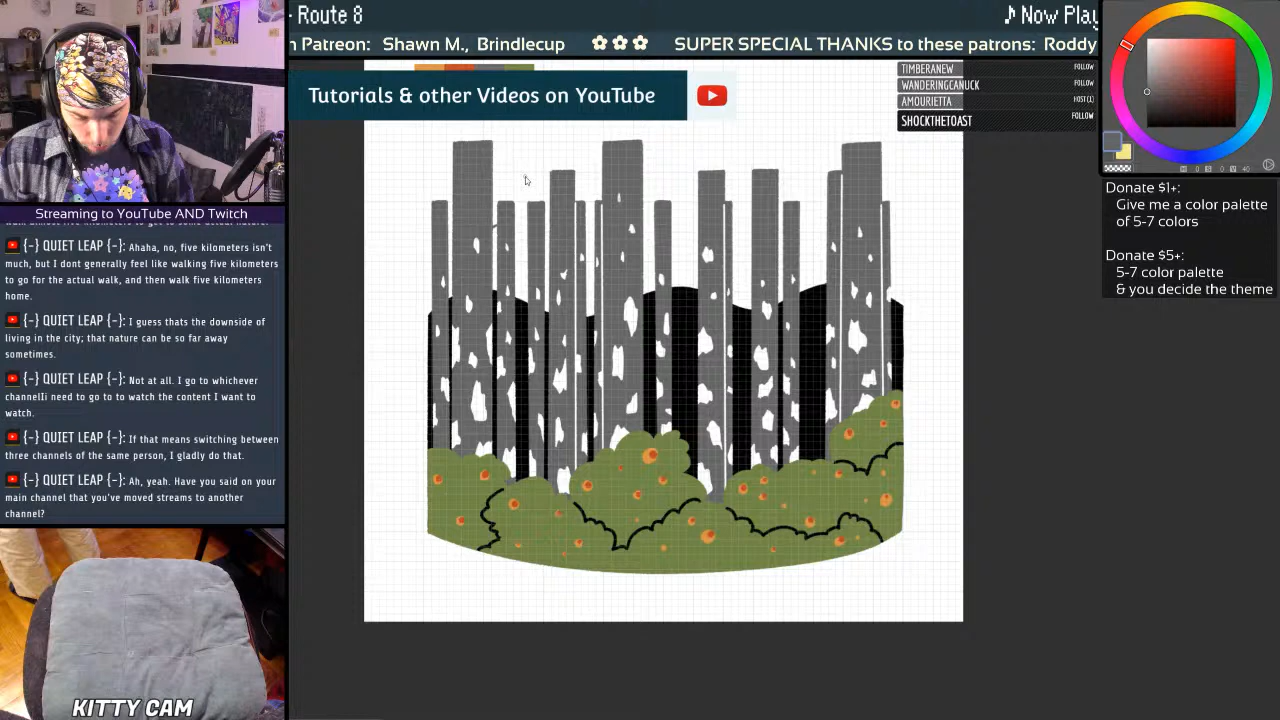 - Route 8
♪ Now Play
n Patreon: Shawn M., Brindlecup ✿ ✿ ✿ SUPER SPECIAL THANKS to these patrons: Roddy
Tutorials & other Videos on YouTube
TIMBERANEW FOLLOW
WANDERINGCANUCK FOLLOW
AMOURIETTA HOST(1)
SHOCKTHETOAST FOLLOW
Donate $1+:
Give me a color palette
of 5-7 colors
Donate $5+:
5-7 color palette
& you decide the theme
Streaming to YouTube AND Twitch
{-} QUIET LEAP {-}: Ahaha, no, five kilometers isn't
much, but I dont generally feel like walking five kilometers
to go for the actual walk, and then walk five kilometers
home.
{-} QUIET LEAP {-}: I guess thats the downside of
living in the city; that nature can be so far away
sometimes.
{-} QUIET LEAP {-}: Not at all. I go to whichever
channelIi need to go to to watch the content I want to
watch.
{-} QUIET LEAP {-}: If that means switching between
three channels of the same person, I gladly do that.
{-} QUIET LEAP {-}: Ah, yeah. Have you said on your
main channel that you've moved streams to another
channel?
KITTY CAM